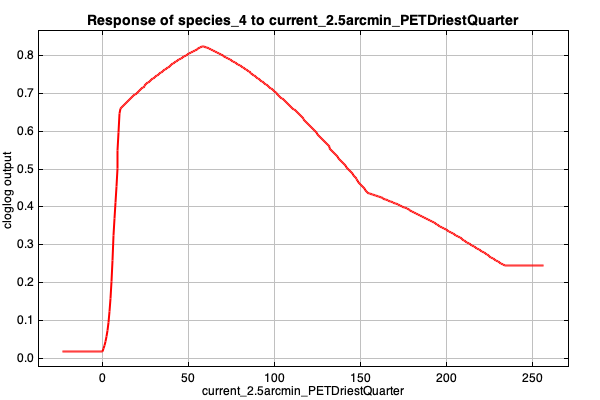 Response of species_4 to current_2.5arcmin_PETDriestQuarter
0.8
0.7
0.6
0.5
0.4
0.3
0.2
0.1
0.0
cloglog output
0 50 100 150 200 250
current_2.5arcmin_PETDriestQuarter